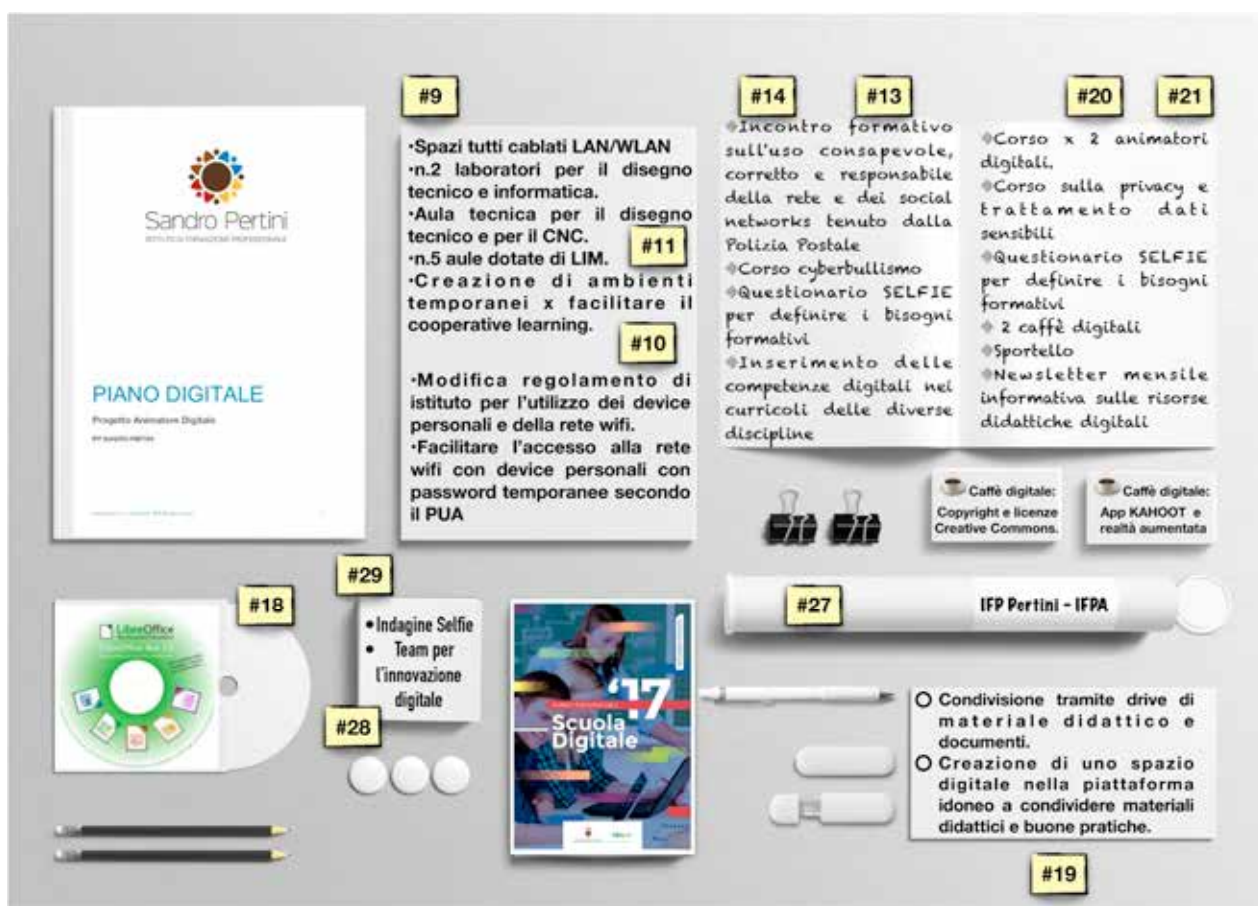 Sandro Pertini
ISTITUTO DI FORMAZIONE PROFESSIONALE
PIANO DIGITALE
Progetto Animatore Digitale
IFP SANDRO PERTINI
#9
•Spazi tutti cablati LAN/WLAN
•n.2 laboratori per il disegno
tecnico e informatica.
•Aula tecnica per il disegno
tecnico e per il CNC.
#11
•n.5 aule dotate di LIM.
•Creazione di ambienti
temporanei x facilitare il
cooperative learning.
#10
•Modifica regolamento di
istituto per l'utilizzo dei device
personali e della rete wifi.
•Facilitare l'accesso alla rete
wifi con device personali con
password temporanee secondo
il PUA
#14
#13
❖Incontro formativo
sull'uso consapevole,
corretto e responsabile
della rete e dei social
networks tenuto dalla
Polizia Postale
❖Corso cyberbullismo
❖Questionario SELFIE
per definire i bisogni
formativi
❖Inserimento delle
competenze digitali nei
curricoli delle diverse
discipline
#20
#21
❖Corso x 2 animatori
digitali.
❖Corso sulla privacy e
trattamento dati
sensibili
❖Questionario SELFIE
per definire i bisogni
formativi
❖ 2 caffè digitali
❖Sportello
❖Newsletter mensile
informativa sulle risorse
didattiche digitali
Caffè digitale:
Copyright e licenze
Creative Commons.
Caffè digitale:
App KAHOOT e
realtà aumentata
#18
LibreOffice
#29
• Indagine Selfie
• Team per
l'innovazione
digitale
#28
'17
Scuola
Digitale
#27
IFP Pertini - IFPA
O Condivisione tramite drive di
materiale didattico e
documenti.
O Creazione di uno spazio
digitale nella piattaforma
idoneo a condividere materiali
didattici e buone pratiche.
#19